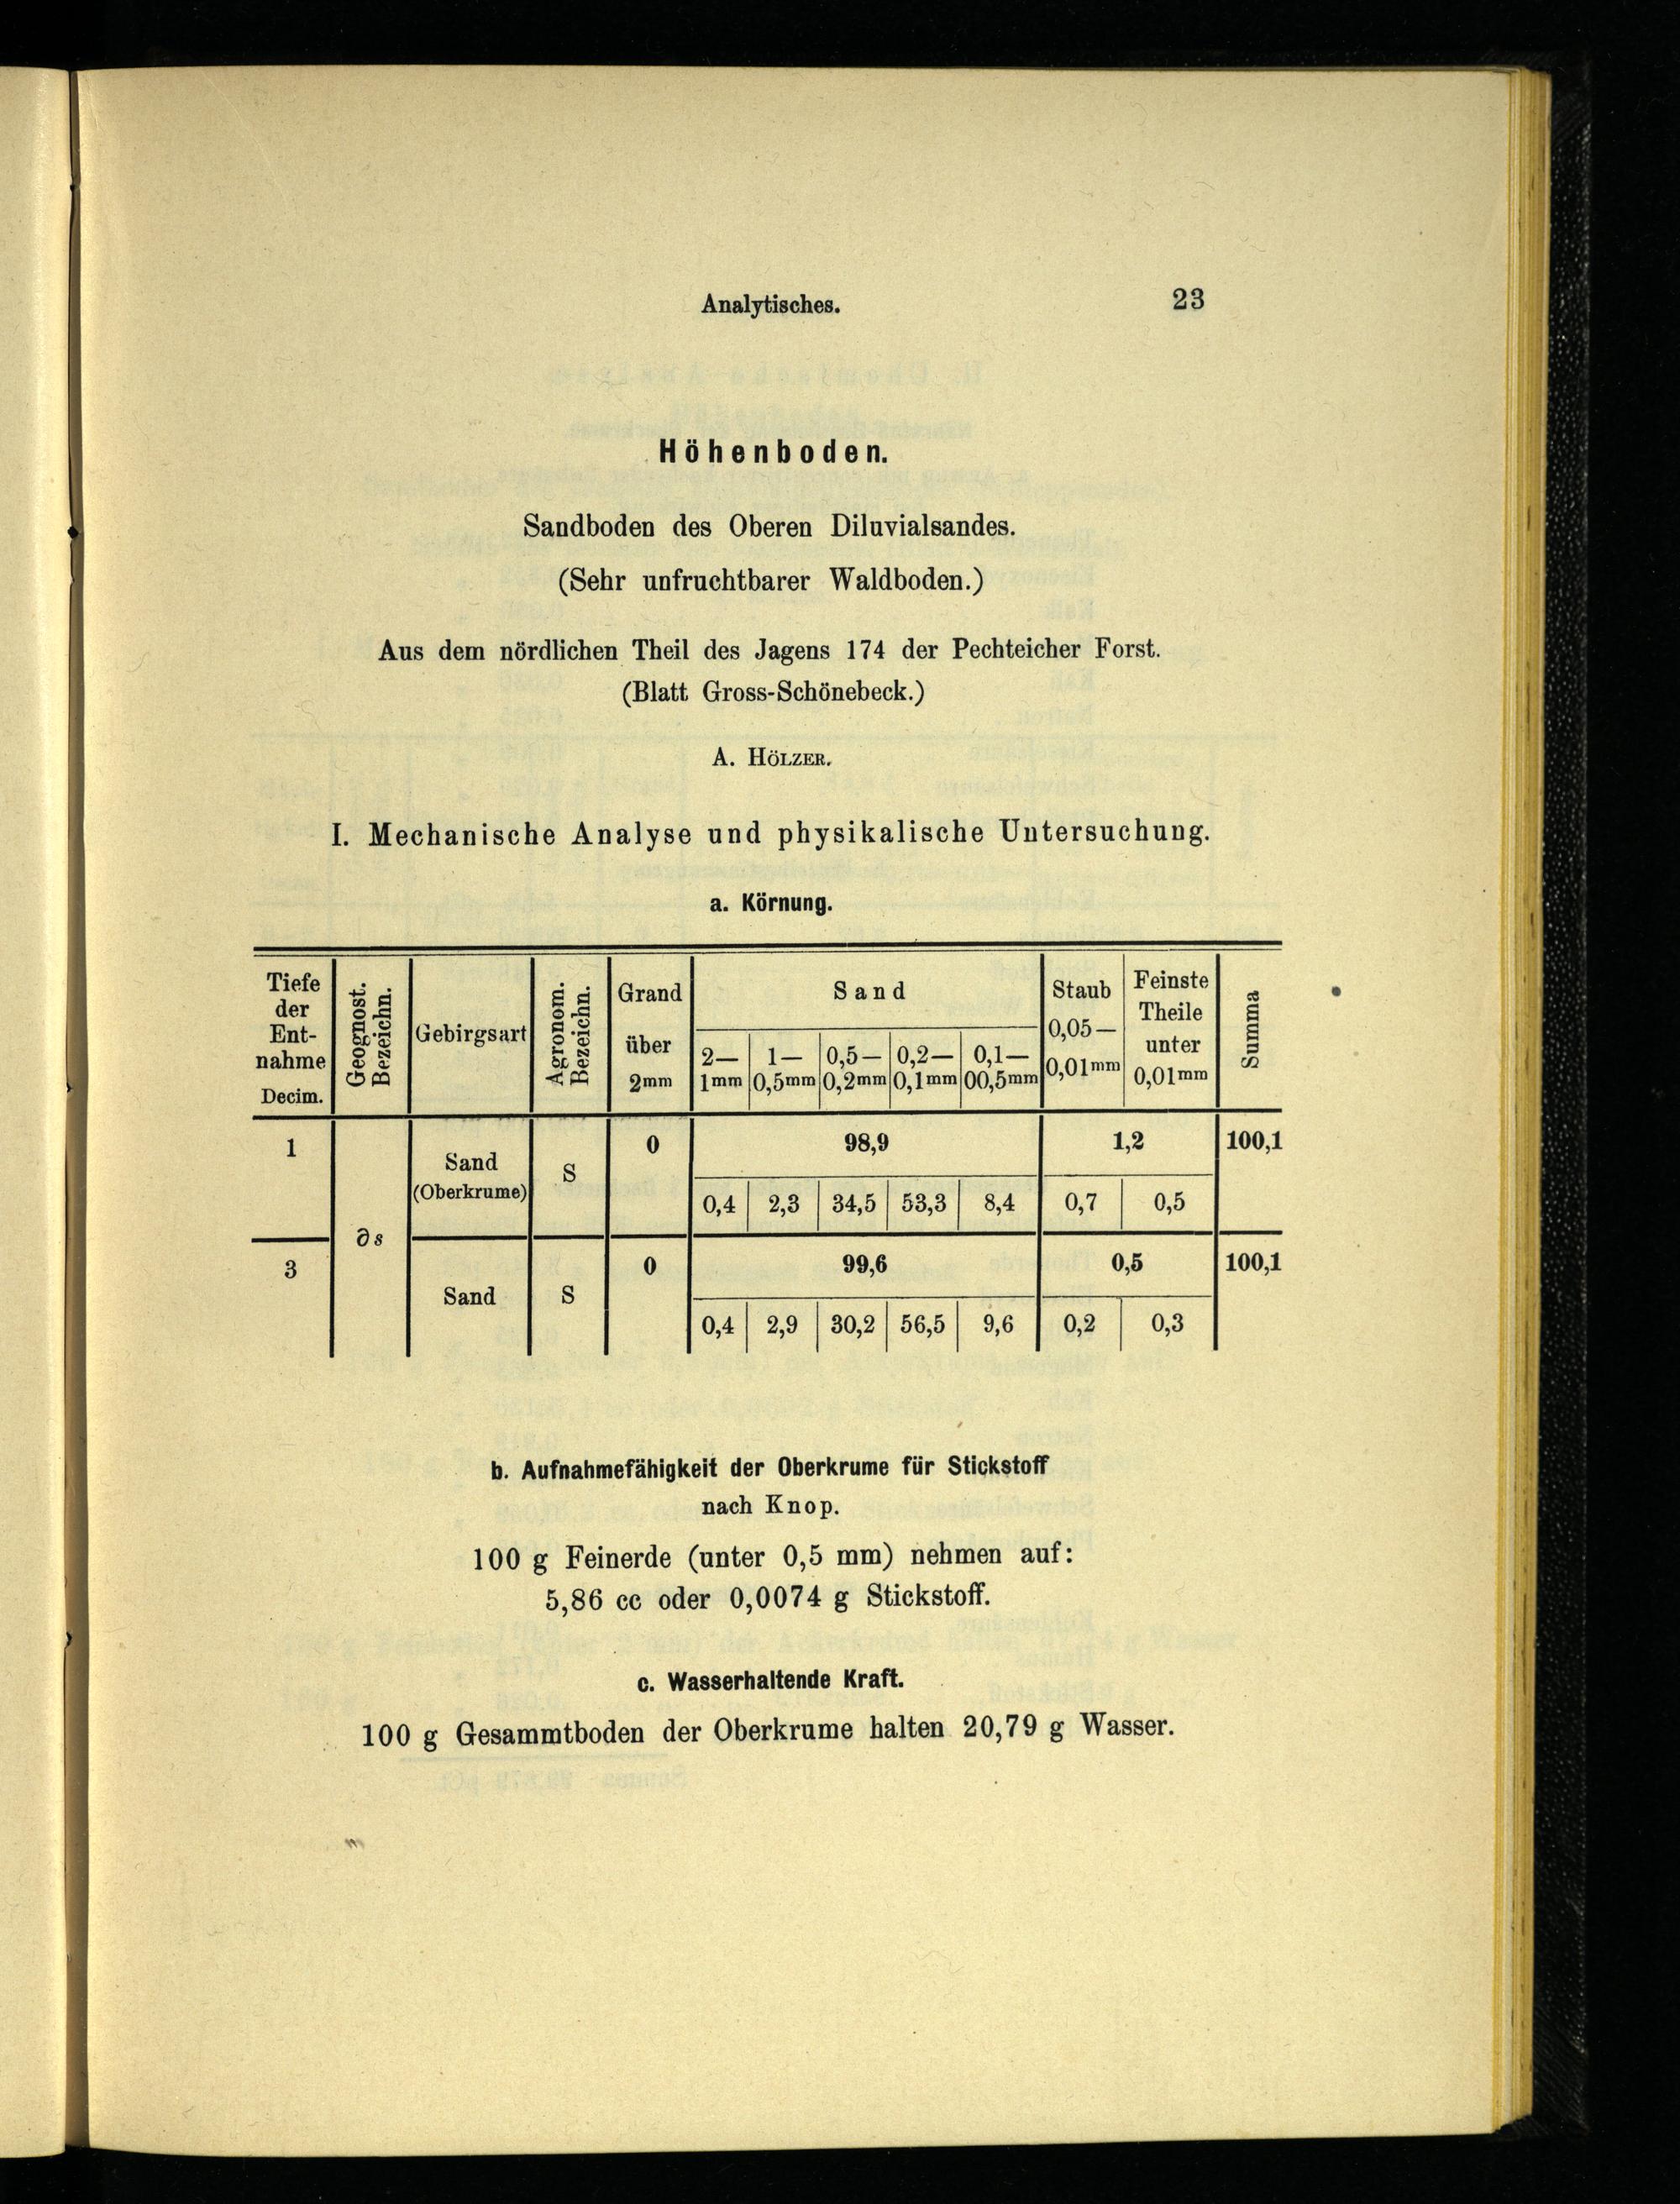 Analytisches. 23
Höhenboden.
Sandboden des Oberen Diluvialsandes.
(Sehr unfruchtbarer Waldboden.)
Aus dem nördlichen Theil des Jagens 174 der Pechteicher Forst.
(Blatt Gross-Schönebeck.)
A. HÖLZER.
I. Mechanische Analyse und physikalische Untersuchung.
a. Körnung.
Tiefe
der
Ent-
nahme
Decim.
Geognost.
Bezeichn.
Gebirgsart
Agronom.
Bezeichn.
Grand
über
2mm
Sand
2— 1— 0,5— 0,2— 0,1—
1mm 0,5mm 0,2mm 0,1mm 00,5mm
Staub
0,05—
0,01mm
Feinste
Theile
unter
0,01mm
Summa
1 Sand (Oberkrume) S 0 98,9 1,2 100,1
0,4 2,3 34,5 53,3 8,4 0,7 0,5
∂s
3 Sand S 0 99,6 0,5 100,1
0,4 2,9 30,2 56,5 9,6 0,2 0,3
b. Aufnahmefähigkeit der Oberkrume für Stickstoff
nach Knop.
100 g Feinerde (unter 0,5 mm) nehmen auf:
5,86 cc oder 0,0074 g Stickstoff.
c. Wasserhaltende Kraft.
100 g Gesammtboden der Oberkrume halten 20,79 g Wasser.